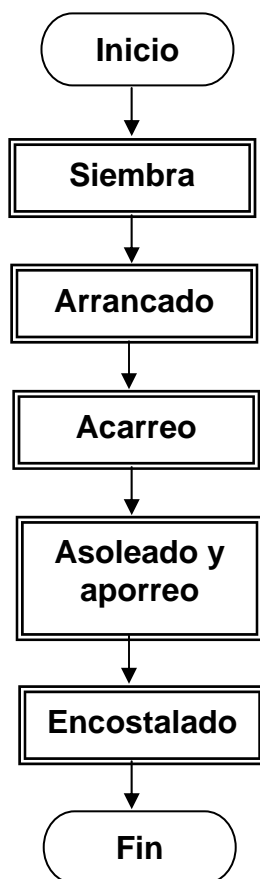 Inicio
Siembra
Arrancado
Acarreo
Asoleado y
aporreo
Encostalado
Fin